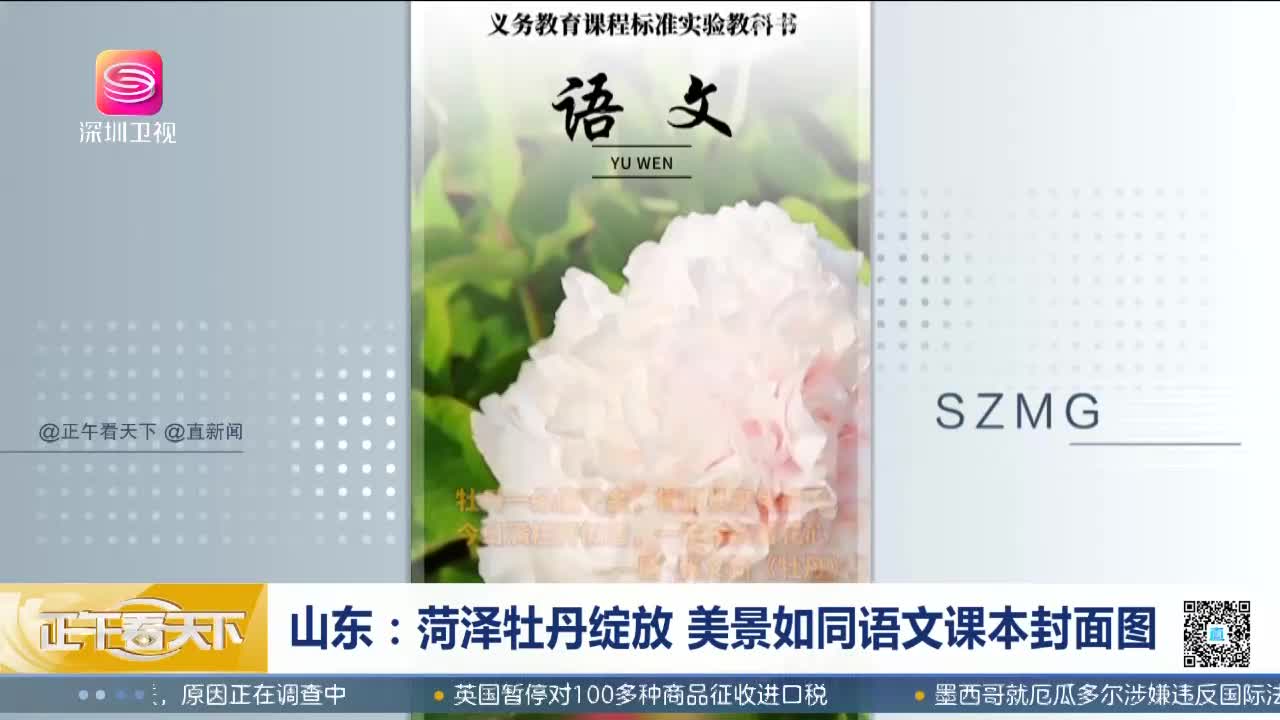 义务教育课程标准实验教科书
语 文
YU WEN
深圳卫视
SZMG
@正午看天下 @直新闻
正午看天下
山东：菏泽牡丹绽放 美景如同语文课本封面图
，原因正在调查中
英国暂停对100多种商品征收进口税
墨西哥就厄瓜多尔涉嫌违反国际法